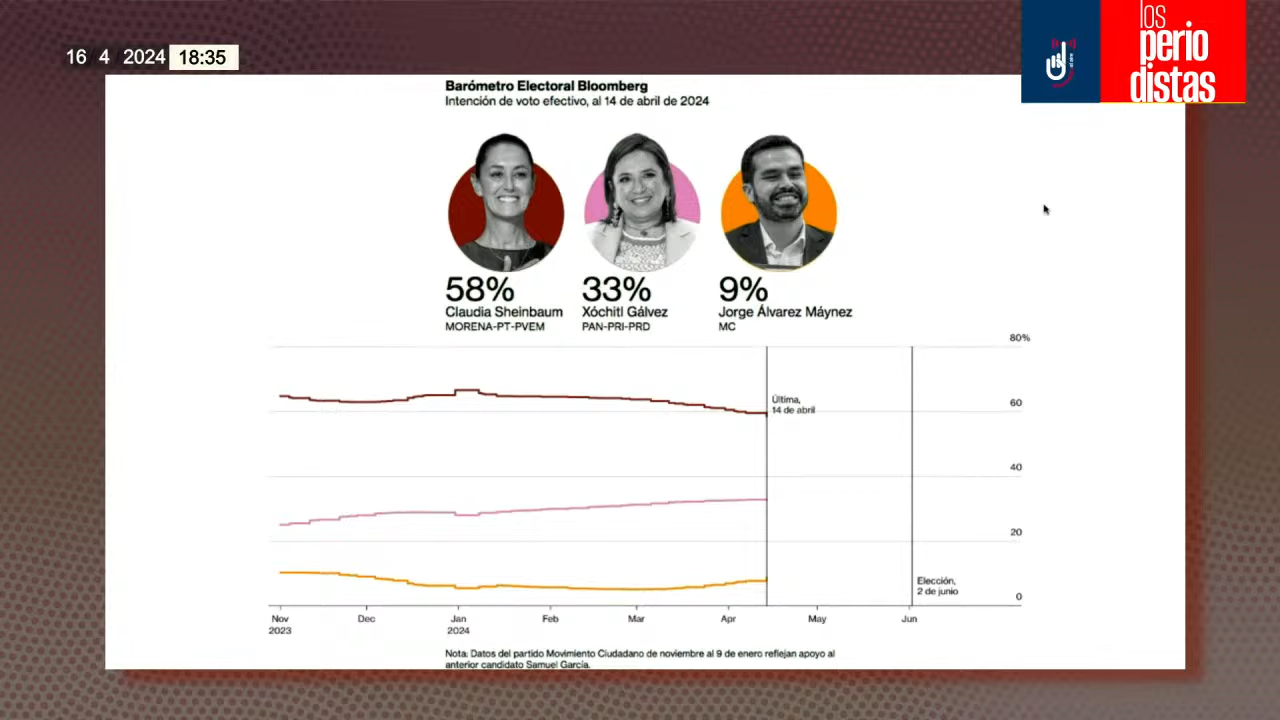 16 4 2024 18:35
los
perio
distas
Barómetro Electoral Bloomberg
Intención de voto efectivo, al 14 de abril de 2024
58% 33% 9%
Claudia Sheinbaum Xóchitl Gálvez Jorge Álvarez Máynez
MORENA-PT-PVEM PAN-PRI-PRD MC
80%
Última,
14 de abril
60
40
20
Elección,
2 de junio
0
Nov Dec Jan Feb Mar Apr May Jun
2023 2024
Nota: Datos del partido Movimiento Ciudadano de noviembre al 9 de enero reflejan apoyo al
anterior candidato Samuel García.